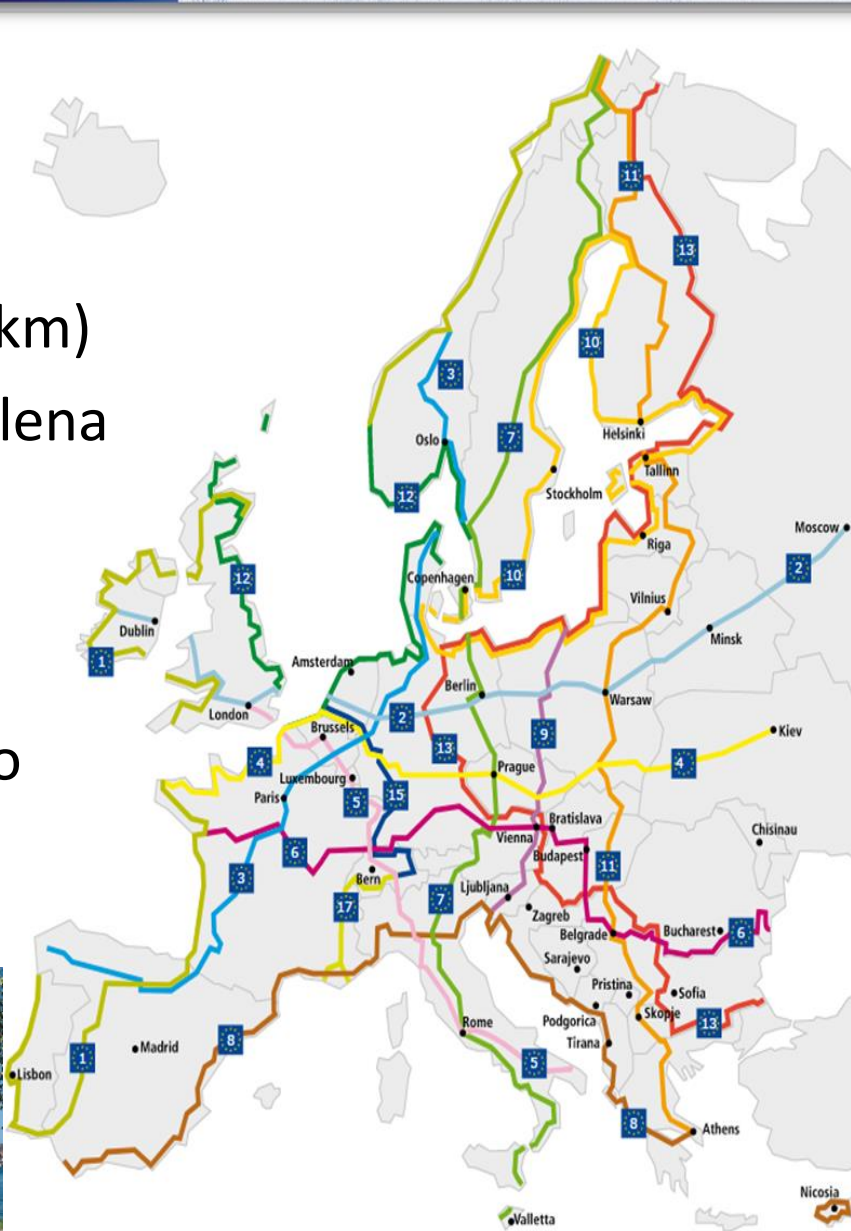 km)
lena
o
11
13
10
3
Helsinki
Oslo
7
Tallinn
Stockholm
12
Moscow
Riga
2
10
Copenhagen
12
Vilnius
Minsk
Dublin
1
Amsterdam
Berlin
Warsaw
London
2
Brussels
9
Kiev
13
4
4
Prague
Luxembourg
15
Paris
5
Bratislava
Chisinau
Vienna
6
Budapest
11
3
Bern
Ljubljana
17
7
Zagreb
Bucharest
6
Belgrade
Sarajevo
Pristina
Sofia
Skopje
Podgorica
13
Rome
8
Tirana
Madrid
1
5
Lisbon
8
Athens
Nicosia
Valletta